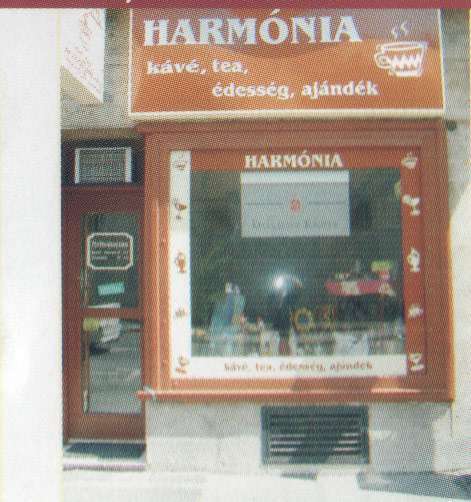 HARMÓNIA
kávé, tea,
édesség, ajándék
HARMÓNIA
kávé, tea, édesség, ajándék